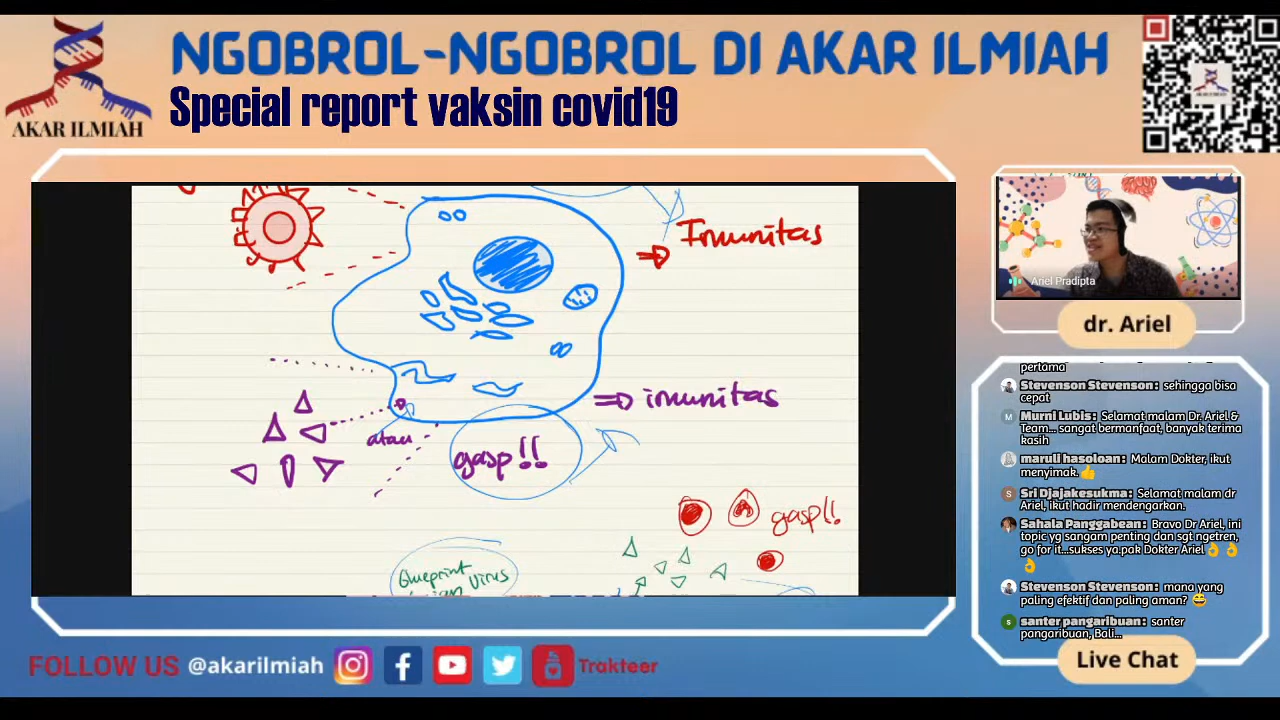 NGOBROL-NGOBROL DI AKAR ILMIAH
Special report vaksin covid19
AKAR ILMIAH
Imunitas
imunitas
atau
gasp!!
gasp!!
Blueprint
Virus
Ariel Pradipta
dr. Ariel
pertama
Stevenson Stevenson: sehingga bisa
cepat
Murni Lubis: Selamat malam Dr. Ariel &
Team... sangat bermanfaat, banyak terima
kasih
maruli hasoloan: Malam Dokter, ikut
menyimak.👍
Sri Djajakesukma: Selamat malam dr
Ariel, ikut hadir mendengarkan.
Sahala Panggabean: Bravo Dr Ariel, ini
topic yg sangam penting dan sgt ngetren,
go for it...sukses ya.pak Dokter Ariel👌👌
👌
Stevenson Stevenson: mana yang
paling efektif dan paling aman? 😅
santer pangaribuan: santer
pangaribuan, Bali...
Live Chat
FOLLOW US @akarilmiah Trakteer